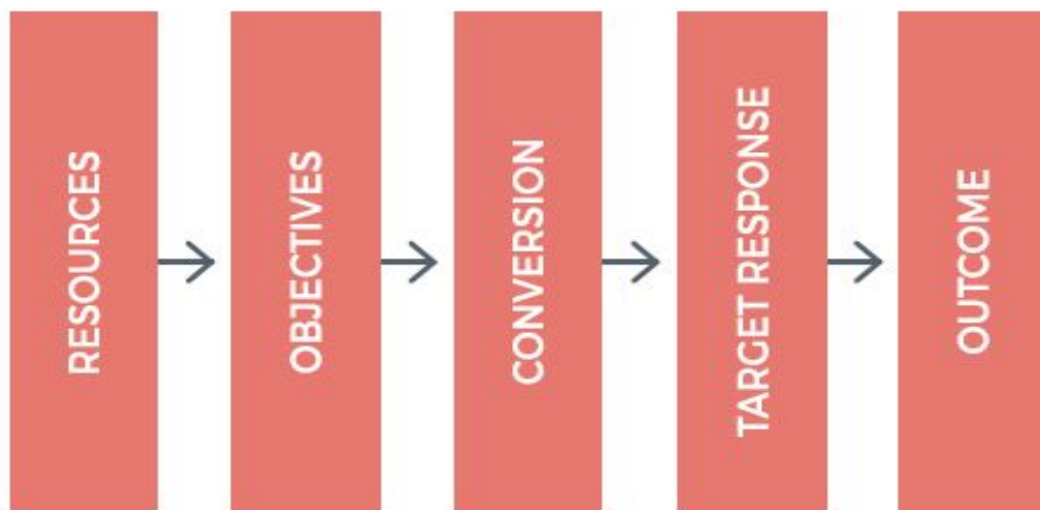 RESOURCES
OBJECTIVES
CONVERSION
TARGET RESPONSE
OUTCOME